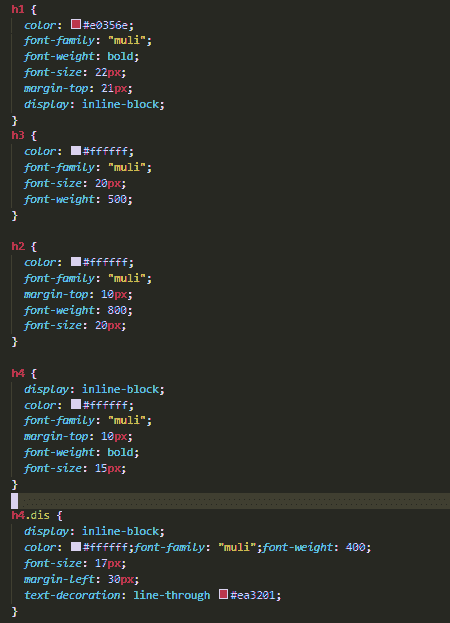 h1 {
color: #e0356e;
font-family: "muli";
font-weight: bold;
font-size: 22px;
margin-top: 21px;
display: inline-block;
}
h3 {
color: #ffffff;
font-family: "muli";
font-size: 20px;
font-weight: 500;
}
h2 {
color: #ffffff;
font-family: "muli";
margin-top: 10px;
font-weight: 800;
font-size: 20px;
}
h4 {
display: inline-block;
color: #ffffff;
font-family: "muli";
margin-top: 10px;
font-weight: bold;
font-size: 15px;
}
h4.dis {
display: inline-block;
color: #ffffff;font-family: "muli";font-weight: 400;
font-size: 17px;
margin-left: 30px;
text-decoration: line-through #ea3201;
}